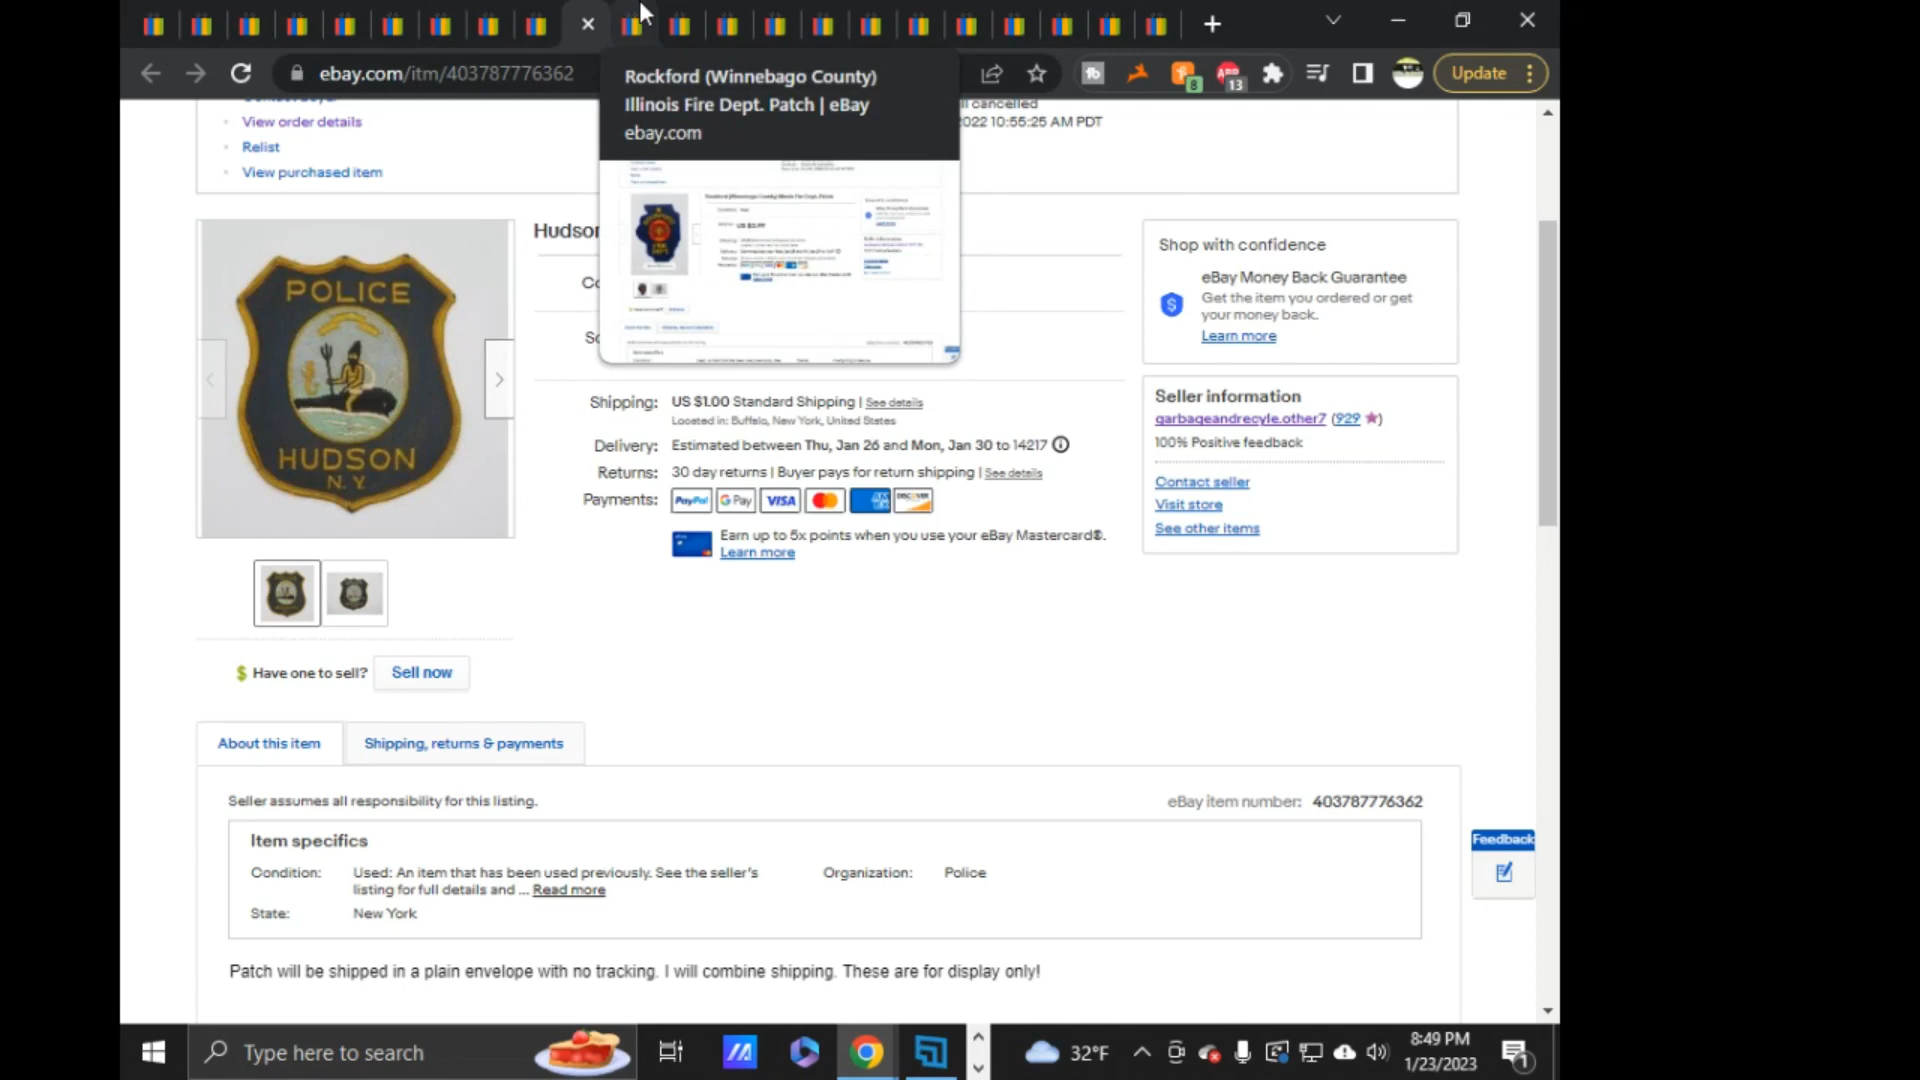 ebay.com/itm/403787776362
8
ABP
13
Update
Rockford (Winnebago County)
Illinois Fire Dept. Patch | eBay
ebay.com
View order details
Relist
View purchased item
cancelled
2022 10:55:25 AM PDT
POLICE
HUDSON
N.Y.
Shipping: US $1.00 Standard Shipping | See details
Located in: Buffalo, New York, United States
Delivery: Estimated between Thu, Jan 26 and Mon, Jan 30 to 14217
Returns: 30 day returns | Buyer pays for return shipping | See details
Payments: PayPal G Pay VISA DISCOVER
Earn up to 5x points when you use your eBay Mastercard®.
Learn more
Shop with confidence
eBay Money Back Guarantee
Get the item you ordered or get
your money back.
Learn more
Seller information
garbageandrecyle.other7 (929)
100% Positive feedback
Contact seller
Visit store
See other items
$ Have one to sell? Sell now
About this item
Shipping, returns & payments
Seller assumes all responsibility for this listing.
eBay item number: 403787776362
Item specifics
Condition: Used: An item that has been used previously. See the seller's
listing for full details and ... Read more
Organization: Police
State: New York
Patch will be shipped in a plain envelope with no tracking. I will combine shipping. These are for display only!
Feedback
Type here to search
32°F
8:49 PM
1/23/2023
1